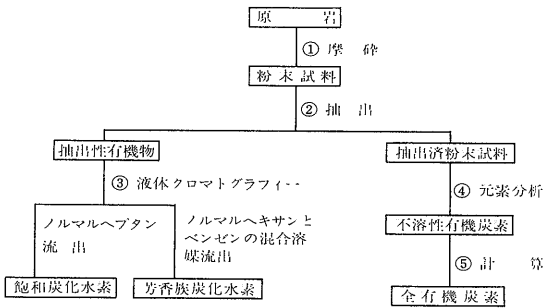 原岩
① 摩砕
粉末試料
② 抽出
抽出性有機物
抽出済粉末試料
③ 液体クロマトグラフィー
④ 元素分析
ノルマルヘプタン
流出
ノルマルヘキサンと
ベンゼンの混合溶
媒流出
不溶性有機炭素
⑤ 計算
飽和炭化水素
芳香族炭化水素
全有機炭素